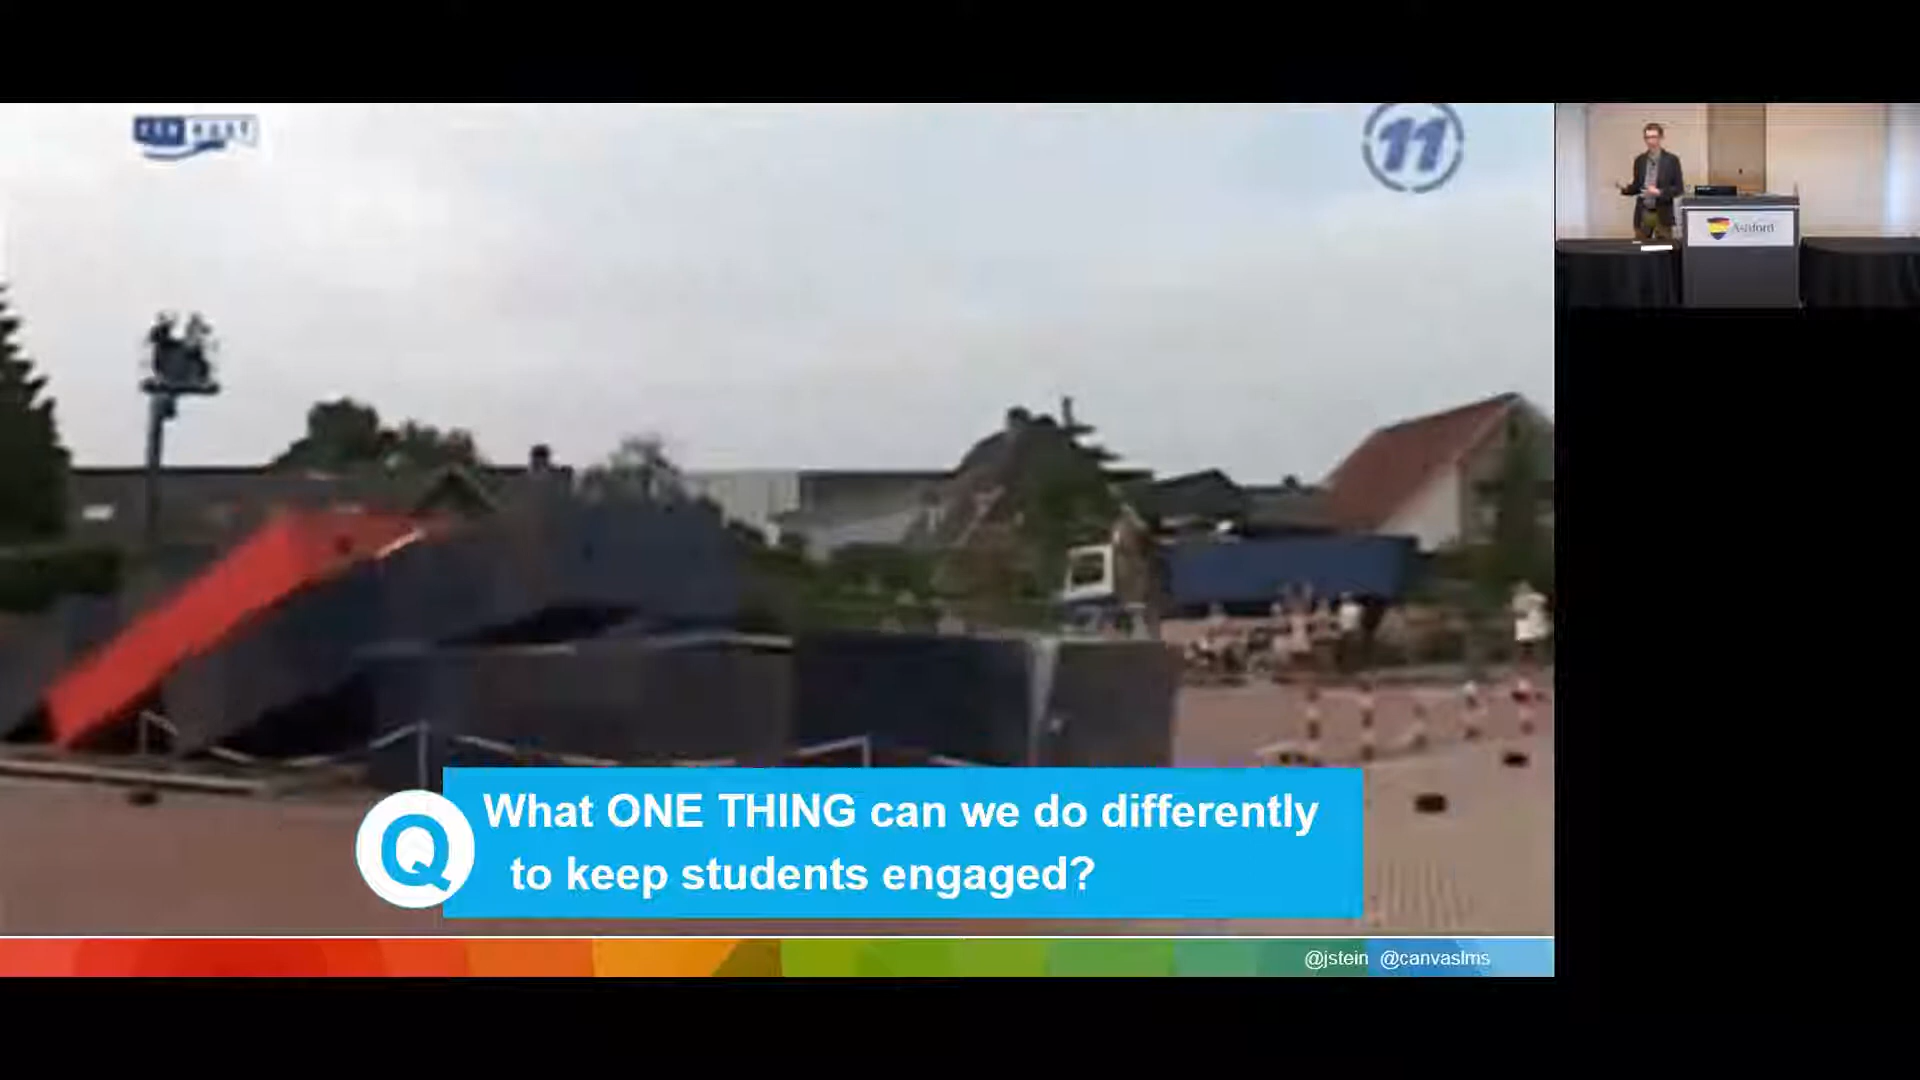 11
What ONE THING can we do differently
Q
to keep students engaged?
@jstein @canvaslms
Ashford